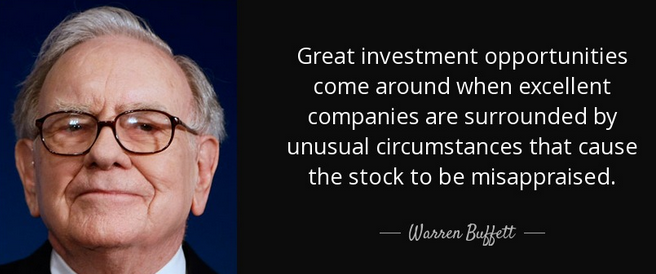 Great investment opportunities
come around when excellent
companies are surrounded by
unusual circumstances that cause
the stock to be misappraised.
Warren Buffett